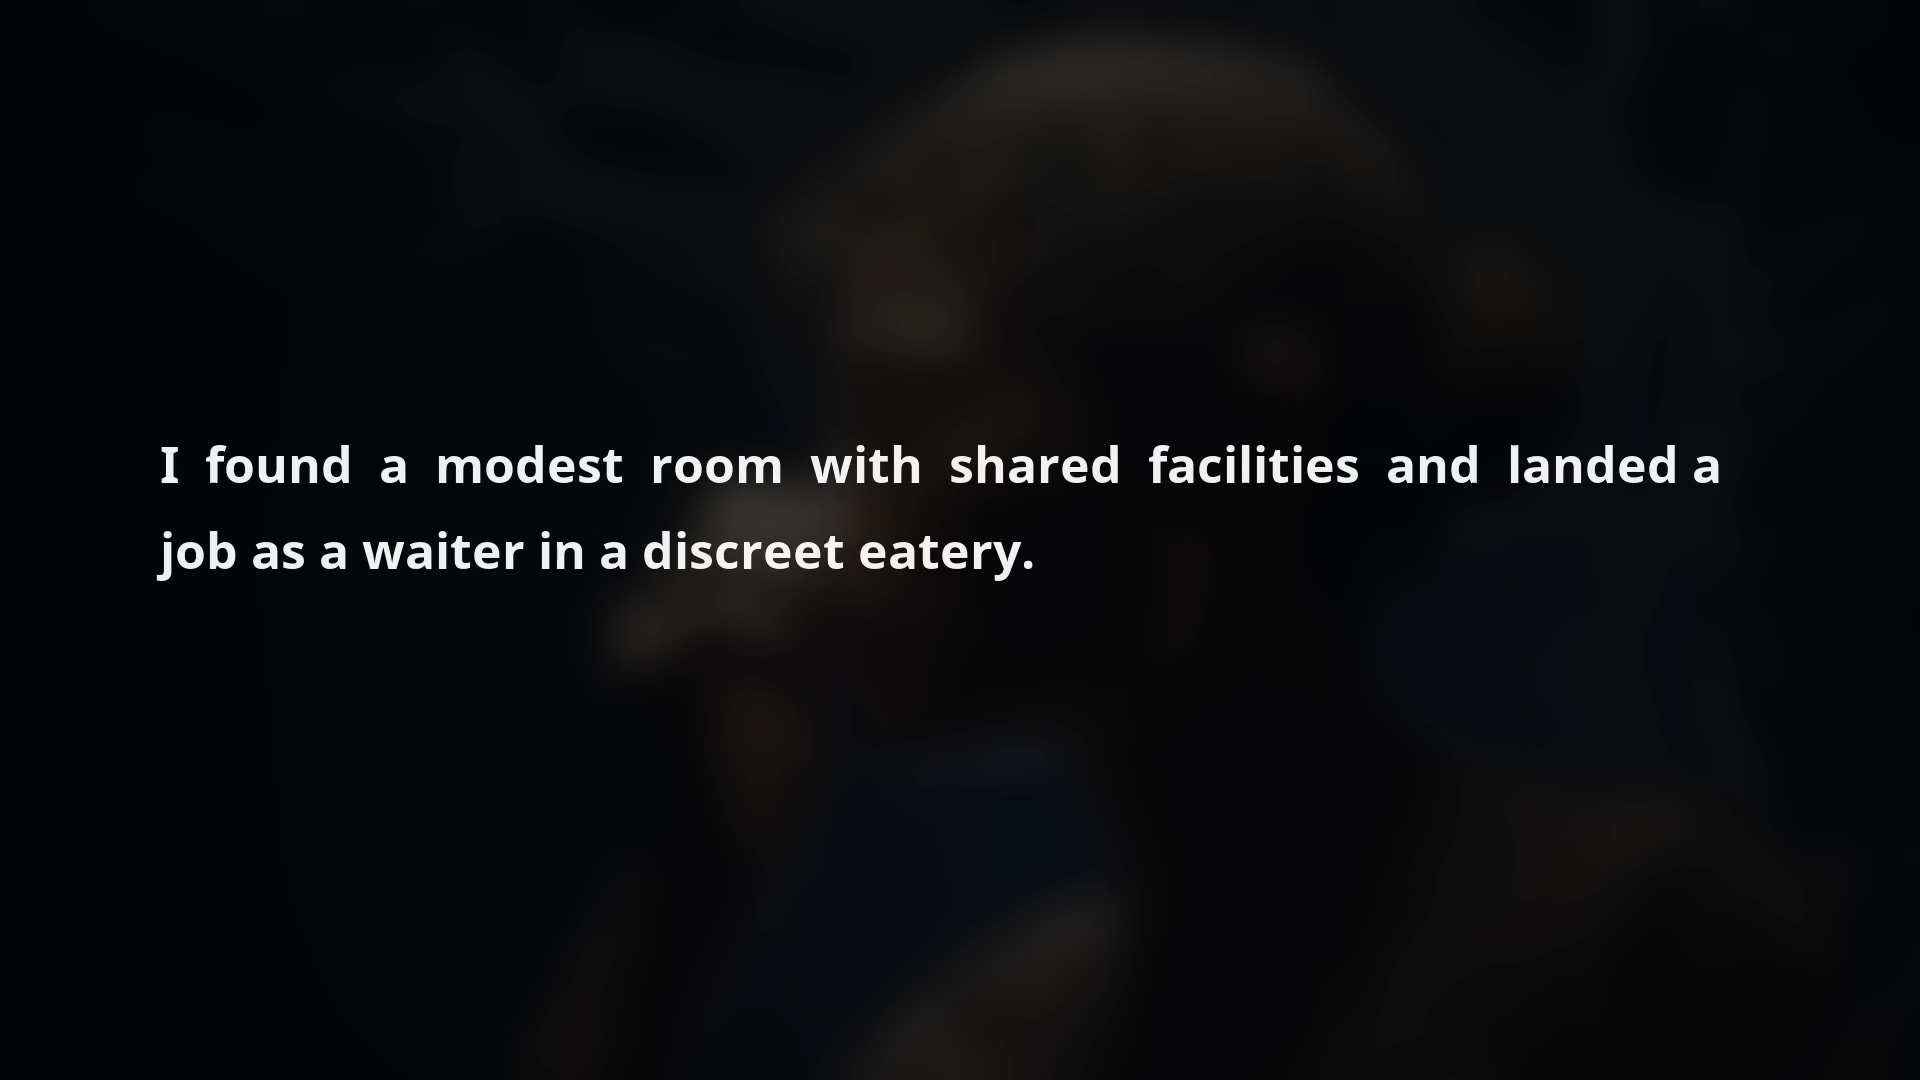 I found a modest room with shared facilities and landed a
job as a waiter in a discreet eatery.